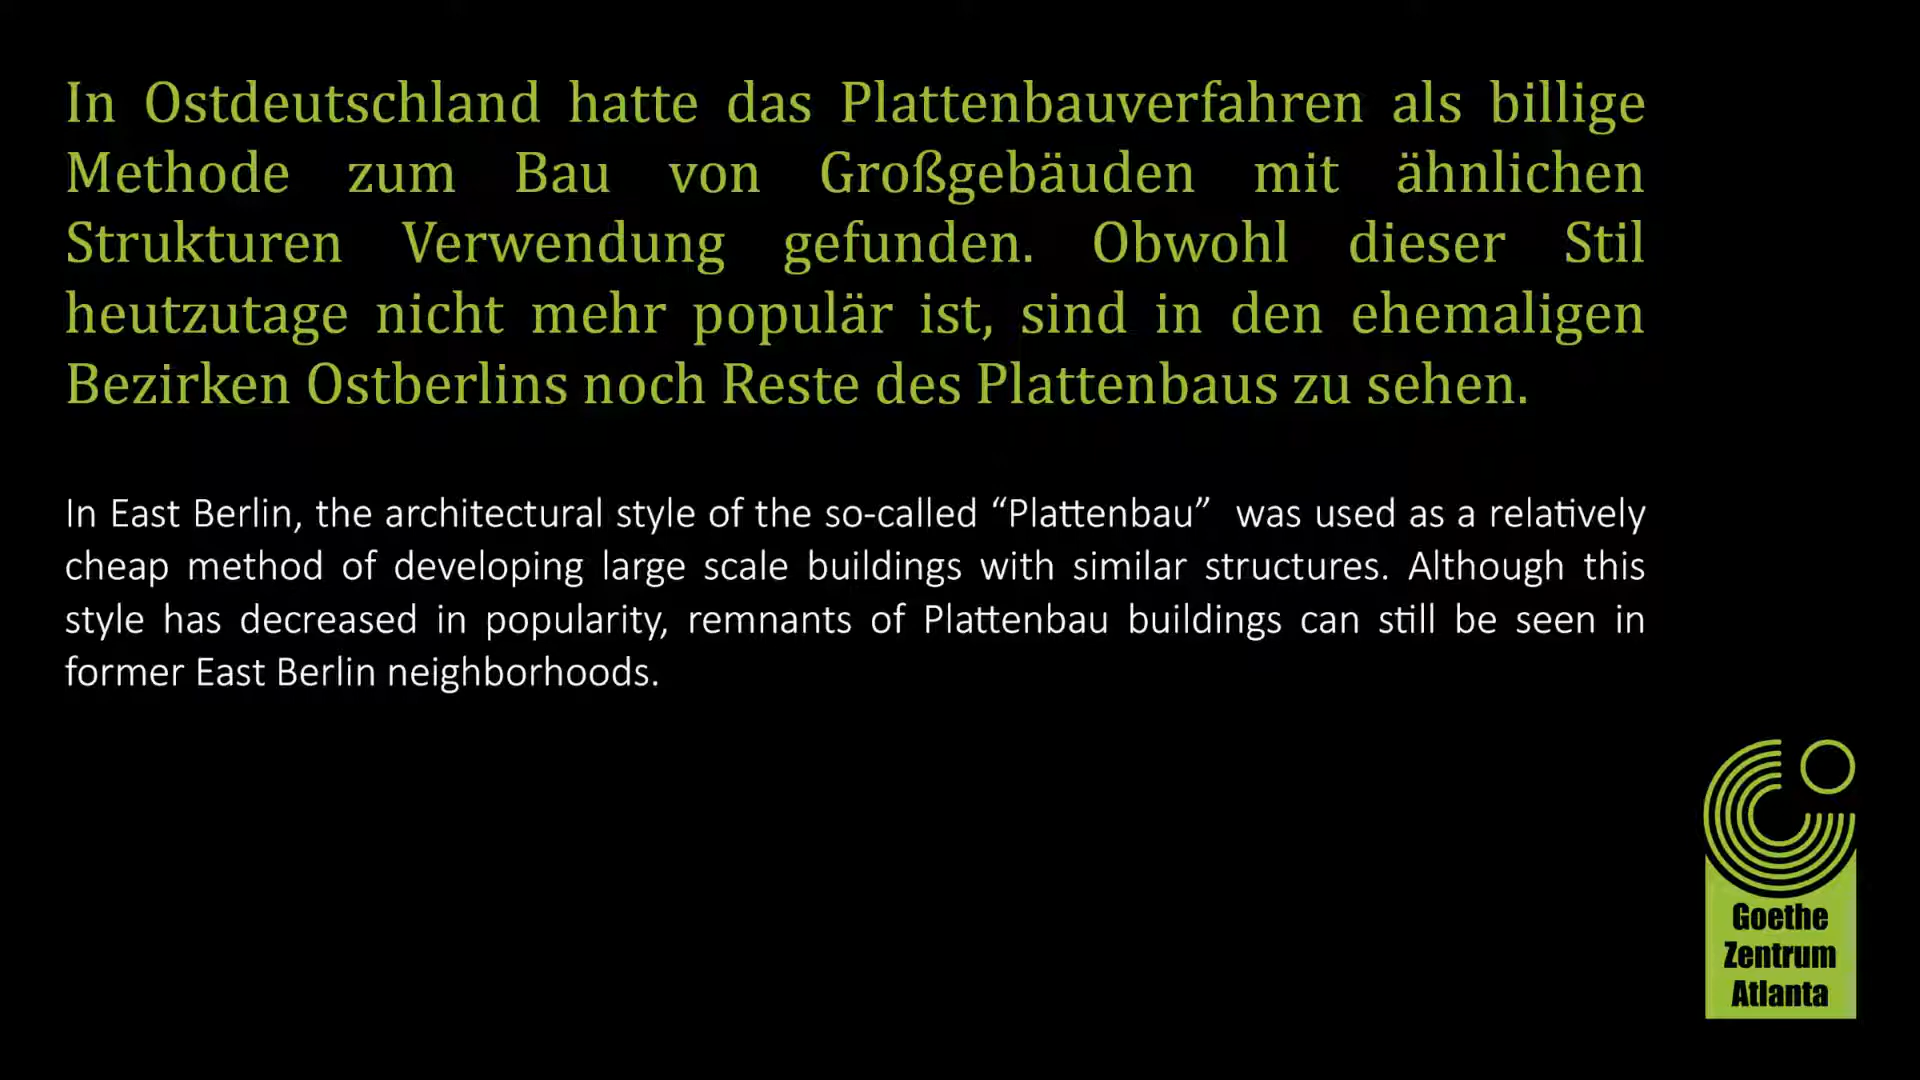 In Ostdeutschland hatte das Plattenbauverfahren als billige
Methode zum Bau von Großgebäuden mit ähnlichen
Strukturen Verwendung gefunden. Obwohl dieser Stil
heutzutage nicht mehr populär ist, sind in den ehemaligen
Bezirken Ostberlins noch Reste des Plattenbaus zu sehen.
In East Berlin, the architectural style of the so-called “Plattenbau” was used as a relatively
cheap method of developing large scale buildings with similar structures. Although this
style has decreased in popularity, remnants of Plattenbau buildings can still be seen in
former East Berlin neighborhoods.
Goethe
Zentrum
Atlanta